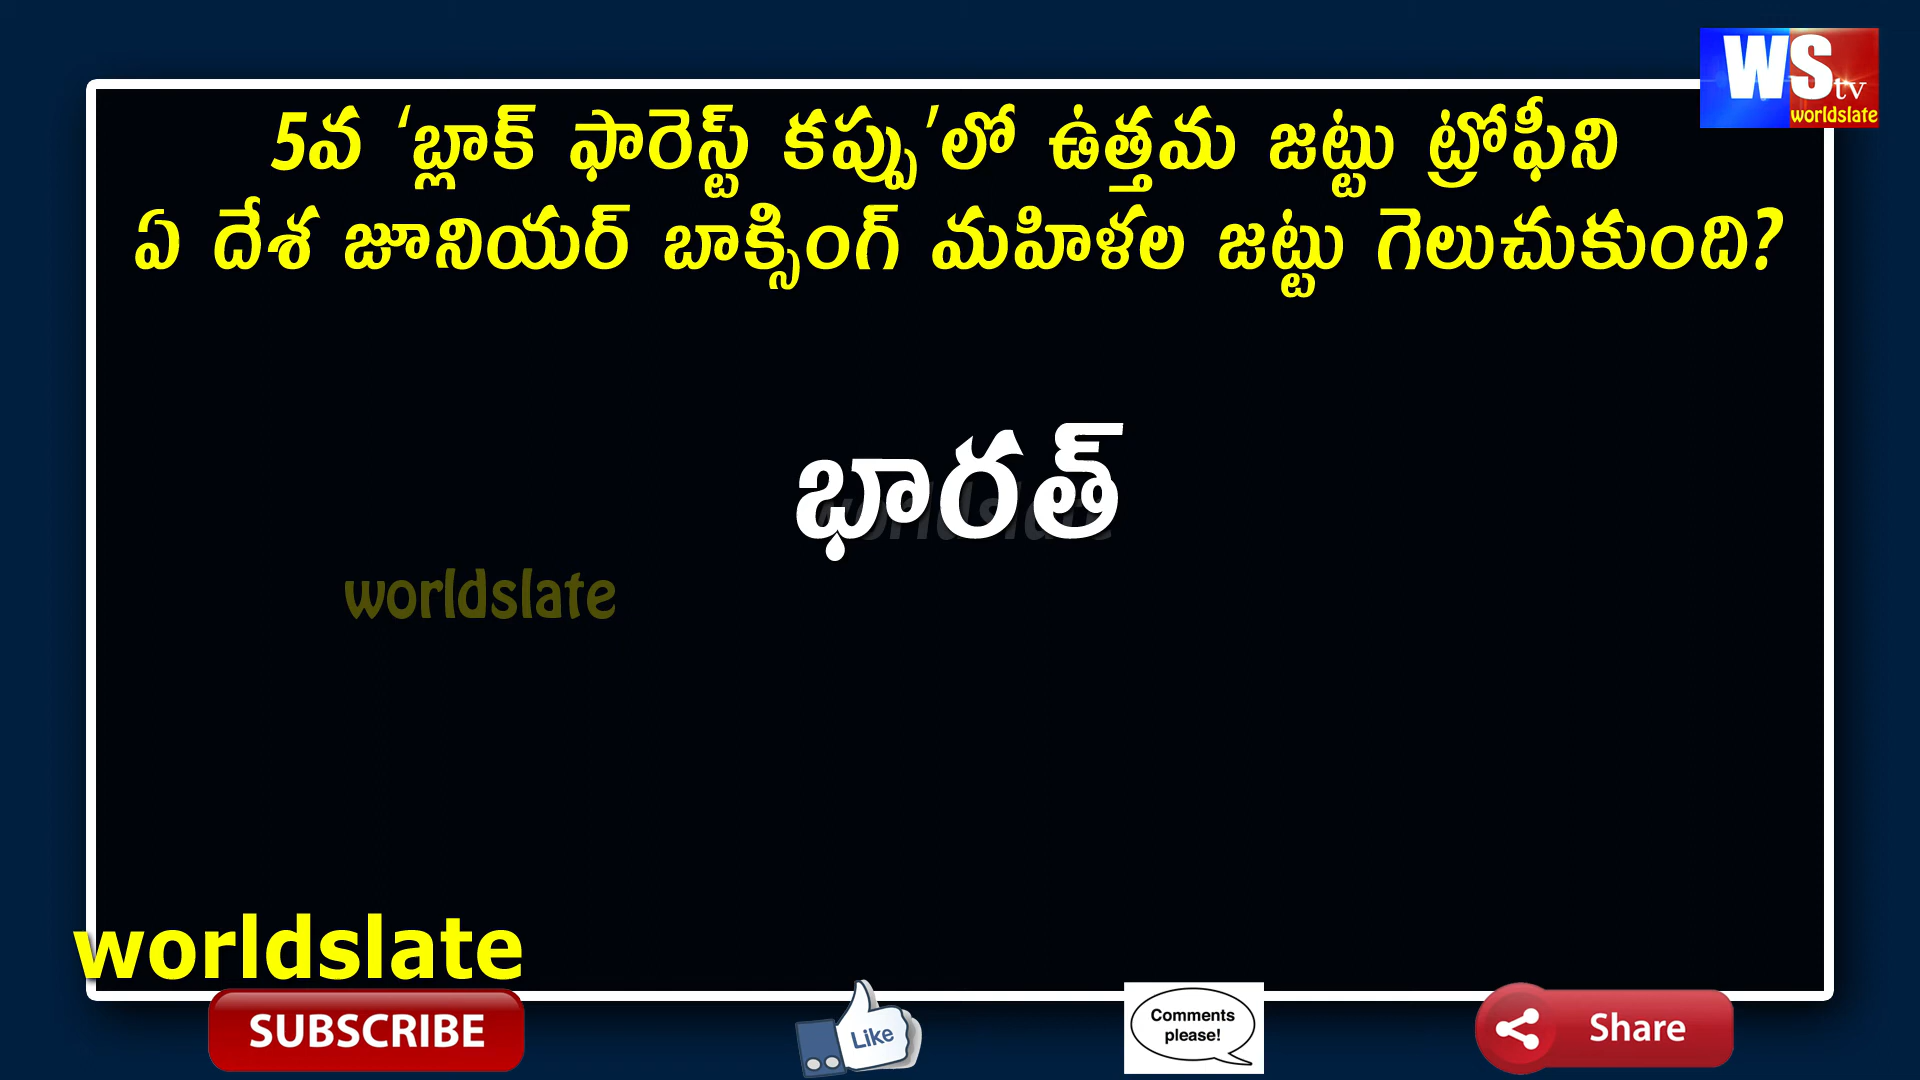 WS tv
worldslate
5వ ‘బ్లాక్ ఫారెస్ట్ కప్పు’లో ఉత్తమ జట్టు ట్రోఫీని
ఏ దేశ జూనియర్ బాక్సింగ్ మహిళల జట్టు గెలుచుకుంది?
భారత్
worldslate
worldslate
worldslate
SUBSCRIBE
Like
Comments
please!
Share